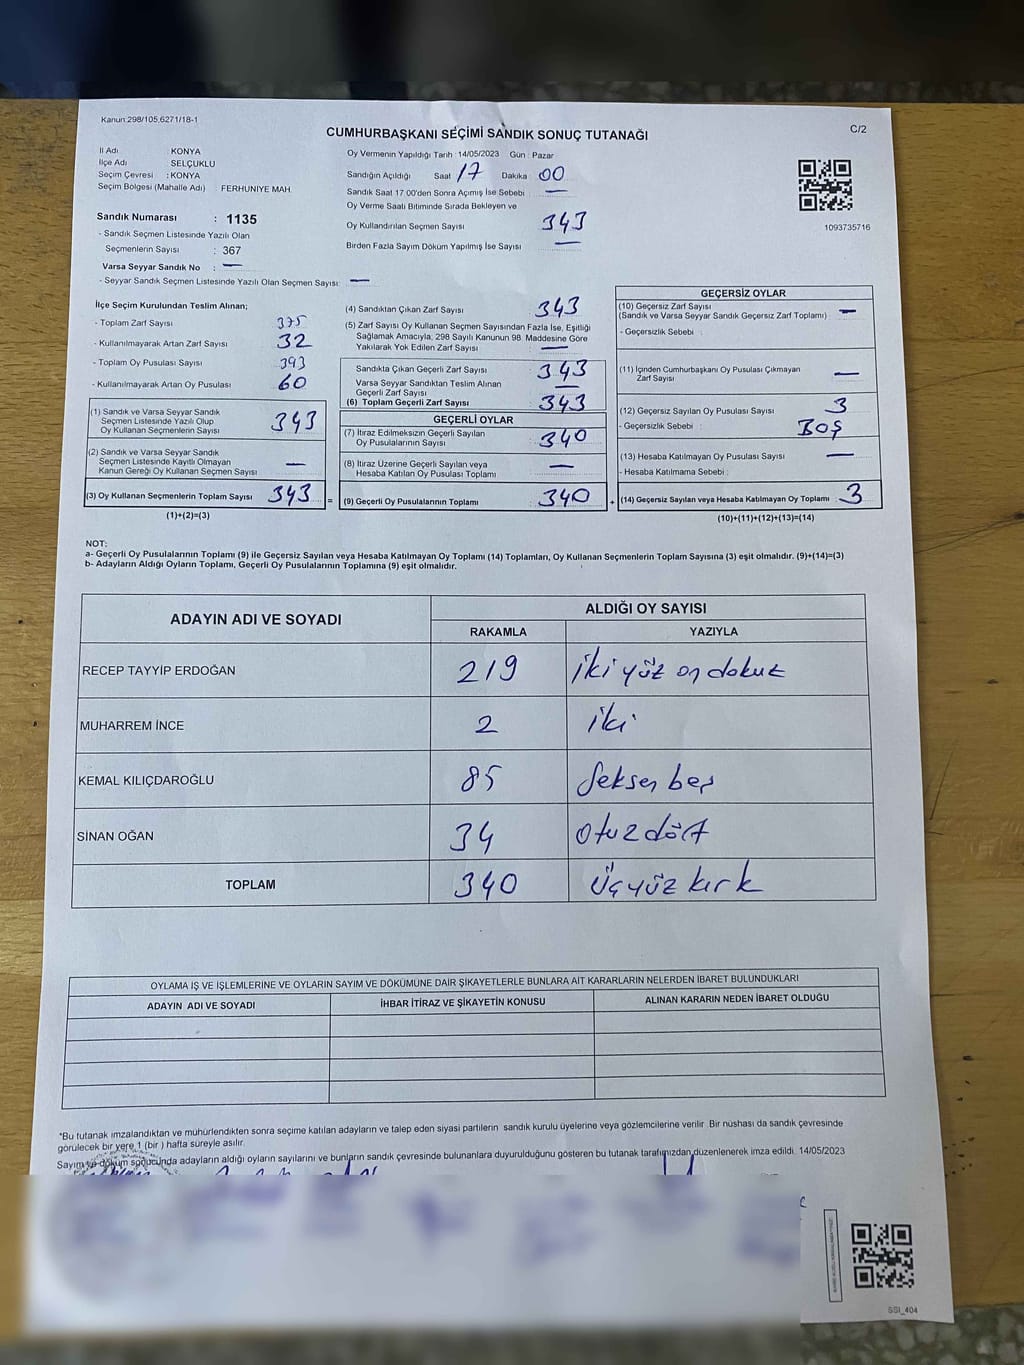 Kanun:298/105,6271/18-1
C/2
CUMHURBAŞKANI SEÇİMİ SANDIK SONUÇ TUTANAĞI
İl Adı : KONYA
İlçe Adı : SELÇUKLU
Seçim Çevresi : KONYA
Seçim Bölgesi (Mahalle Adı) : FERHUNIYE MAH.
Sandık Numarası : 1135
- Sandık Seçmen Listesinde Yazılı Olan
Seçmenlerin Sayısı : 367
Varsa Seyyar Sandık No : —
- Seyyar Sandık Seçmen Listesinde Yazılı Olan Seçmen Sayısı: —
Oy Vermenin Yapıldığı Tarih : 14/05/2023 Gün : Pazar
Sandığın Açıldığı Saat 17 Dakika 00
Sandık Saat 17.00'den Sonra Açımış İse Sebebi : —
Oy Verme Saati Bitiminde Sırada Bekleyen ve
Oy Kullandırılan Seçmen Sayısı 343
Birden Fazla Sayım Döküm Yapılmış İse Sayısı —
1093735716
İlçe Seçim Kurulundan Teslim Alınan;
- Toplam Zarf Sayısı 375
- Kullanılmayarak Artan Zarf Sayısı 32
- Toplam Oy Pusulası Sayısı 393
- Kullanılmayarak Artan Oy Pusulası 60
(1) Sandık ve Varsa Seyyar Sandık
Seçmen Listesinde Yazılı Olup
Oy Kullanan Seçmenlerin Sayısı 343
(2) Sandık ve Varsa Seyyar Sandık
Seçmen Listesinde Kayıtlı Olmayan
Kanun Gereği Oy Kullanan Seçmen Sayısı —
(3) Oy Kullanan Seçmenlerin Toplam Sayısı 343
(1)+(2)=(3)
=
(4) Sandıktan Çıkan Zarf Sayısı 343
(5) Zarf Sayısı Oy Kullanan Seçmen Sayısından Fazla İse, Eşitliği
Sağlamak Amacıyla; 298 Sayılı Kanunun 98. Maddesine Göre
Yakılarak Yok Edilen Zarf Sayısı —
Sandıkta Çıkan Geçerli Zarf Sayısı 343
Varsa Seyyar Sandıktan Teslim Alınan
Geçerli Zarf Sayısı —
(6) Toplam Geçerli Zarf Sayısı 343
GEÇERLİ OYLAR
(7) İtiraz Edilmeksizin Geçerli Sayılan
Oy Pusulalarının Sayısı 340
(8) İtiraz Üzerine Geçerli Sayılan veya
Hesaba Katılan Oy Pusulası Toplamı —
(9) Geçerli Oy Pusulalarının Toplamı 340
+
GEÇERSİZ OYLAR
(10) Geçersiz Zarf Sayısı
(Sandık ve Varsa Seyyar Sandık Geçersiz Zarf Toplamı) —
- Geçersizlik Sebebi :
(11) İçinden Cumhurbaşkanı Oy Pusulası Çıkmayan
Zarf Sayısı —
(12) Geçersiz Sayılan Oy Pusulası Sayısı 3
- Geçersizlik Sebebi : BOŞ
(13) Hesaba Katılmayan Oy Pusulası Sayısı —
- Hesaba Katılmama Sebebi :
(14) Geçersiz Sayılan veya Hesaba Katılmayan Oy Toplamı : 3
(10)+(11)+(12)+(13)=(14)
NOT:
a- Geçerli Oy Pusulalarının Toplamı (9) ile Geçersiz Sayılan veya Hesaba Katılmayan Oy Toplamı (14) Toplamları, Oy Kullanan Seçmenlerin Toplam Sayısına (3) eşit olmalıdır. (9)+(14)=(3)
b- Adayların Aldığı Oyların Toplamı, Geçerli Oy Pusulalarının Toplamına (9) eşit olmalıdır.
ADAYIN ADI VE SOYADI ALDIĞI OY SAYISI
RAKAMLA YAZIYLA
RECEP TAYYİP ERDOĞAN 219 iki yüz on dokuz
MUHARREM İNCE 2 iki
KEMAL KILIÇDAROĞLU 85 Seksen beş
SİNAN OĞAN 34 otuz dört
TOPLAM 340 üç yüz kırk
OYLAMA İŞ VE İŞLEMLERİNE VE OYLARIN SAYIM VE DÖKÜMÜNE DAİR ŞİKAYETLERLE BUNLARA AİT KARARLARIN NELERDEN İBARET BULUNDUKLARI
ADAYIN ADI VE SOYADI İHBAR İTİRAZ VE ŞİKAYETİN KONUSU ALINAN KARARIN NEDEN İBARET OLDUĞU
*Bu tutanak imzalandıktan ve mühürlendikten sonra seçime katılan adayların ve talep eden siyasi partilerin sandık kurulu üyelerine veya gözlemcilerine verilir. Bir nüshası da sandık çevresinde
görülecek bir yere 1 (bir ) hafta süreyle asılır.
Sayım ve döküm sonucunda adayların aldığı oyların sayılarını ve bunların sandık çevresinde bulunanlara duyurulduğunu gösteren bu tutanak tarafımızdan düzenlenerek imza edildi. 14/05/2023
SSI_404